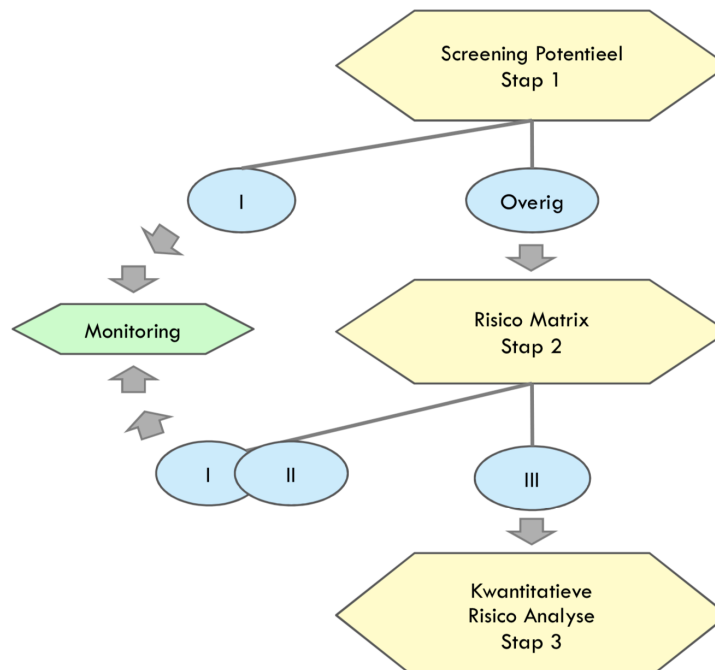 Screening Potentieel
Stap 1
I
Overig
Monitoring
Risico Matrix
Stap 2
I
II
III
Kwantitatieve
Risico Analyse
Stap 3